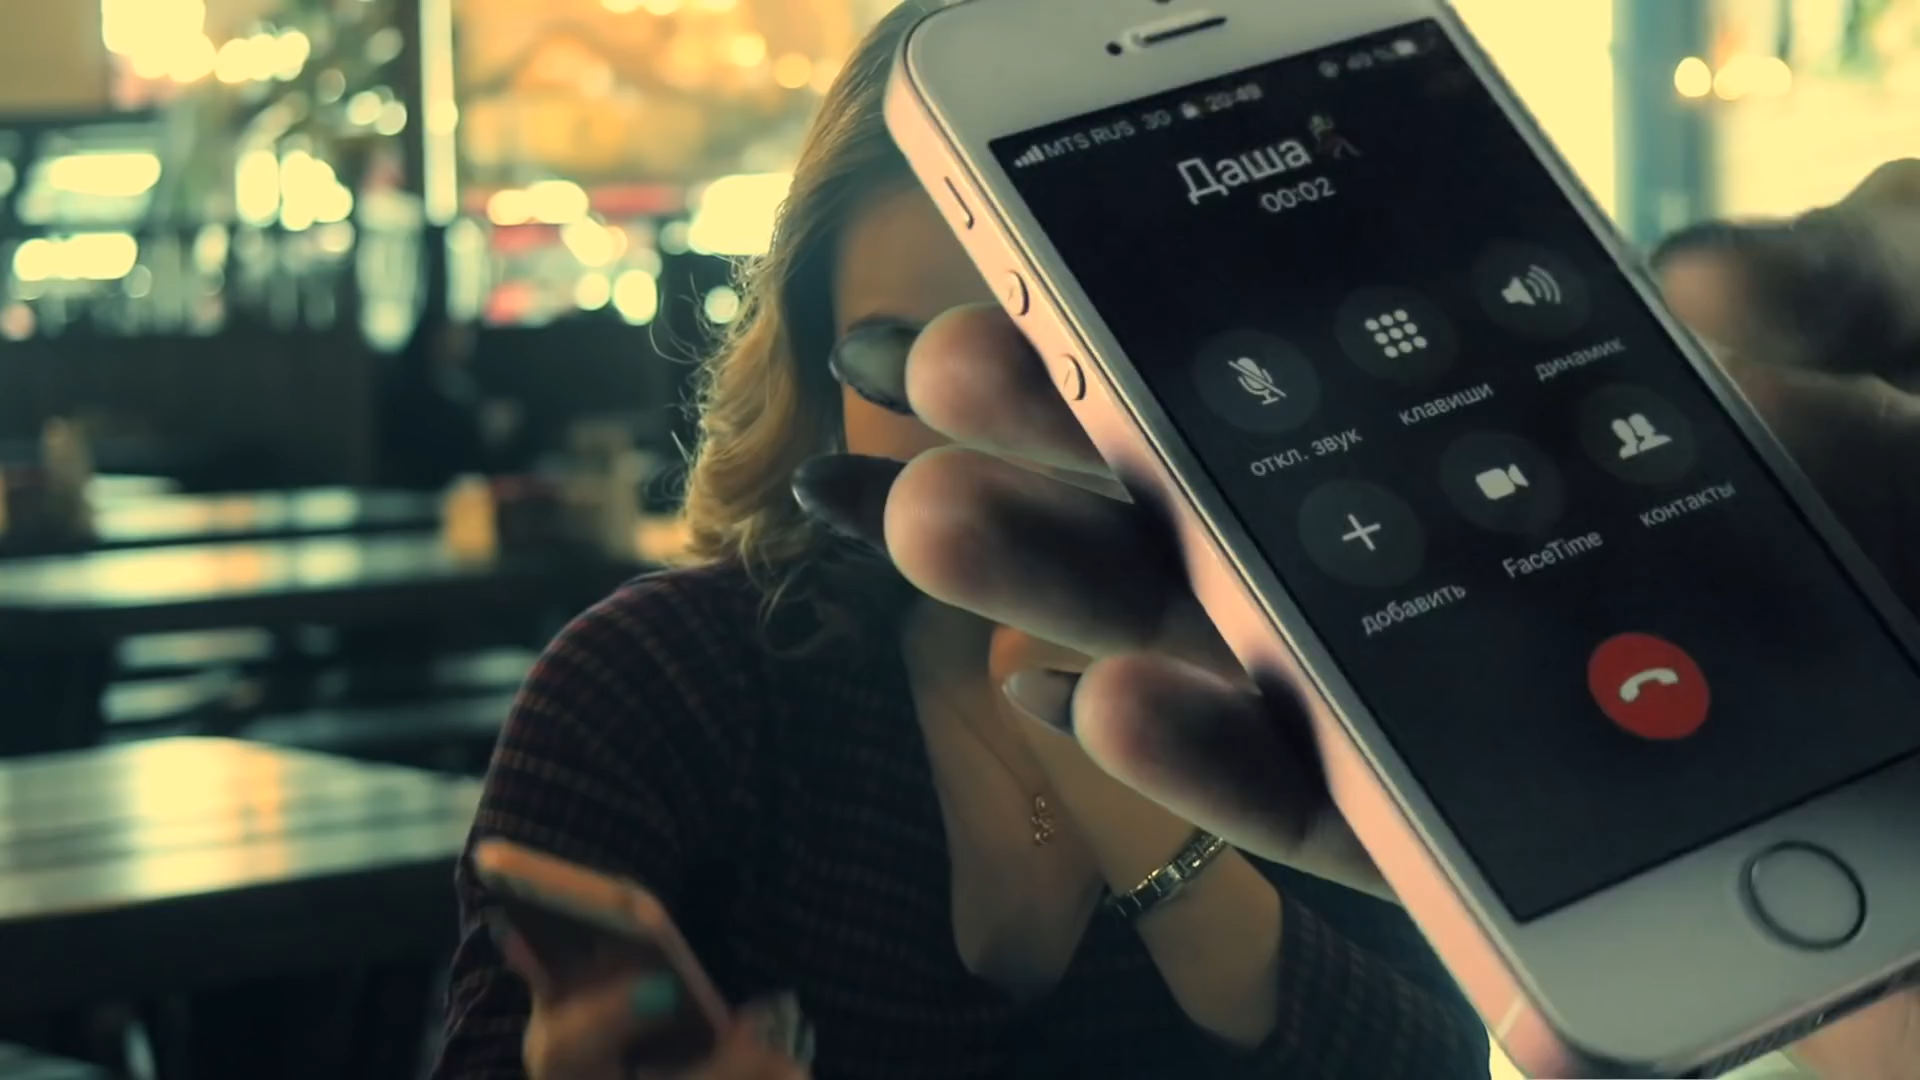 MTS RUS 3G 20:49
Даша
00:02
откл. звук клавиши динамик
добавить FaceTime контакты